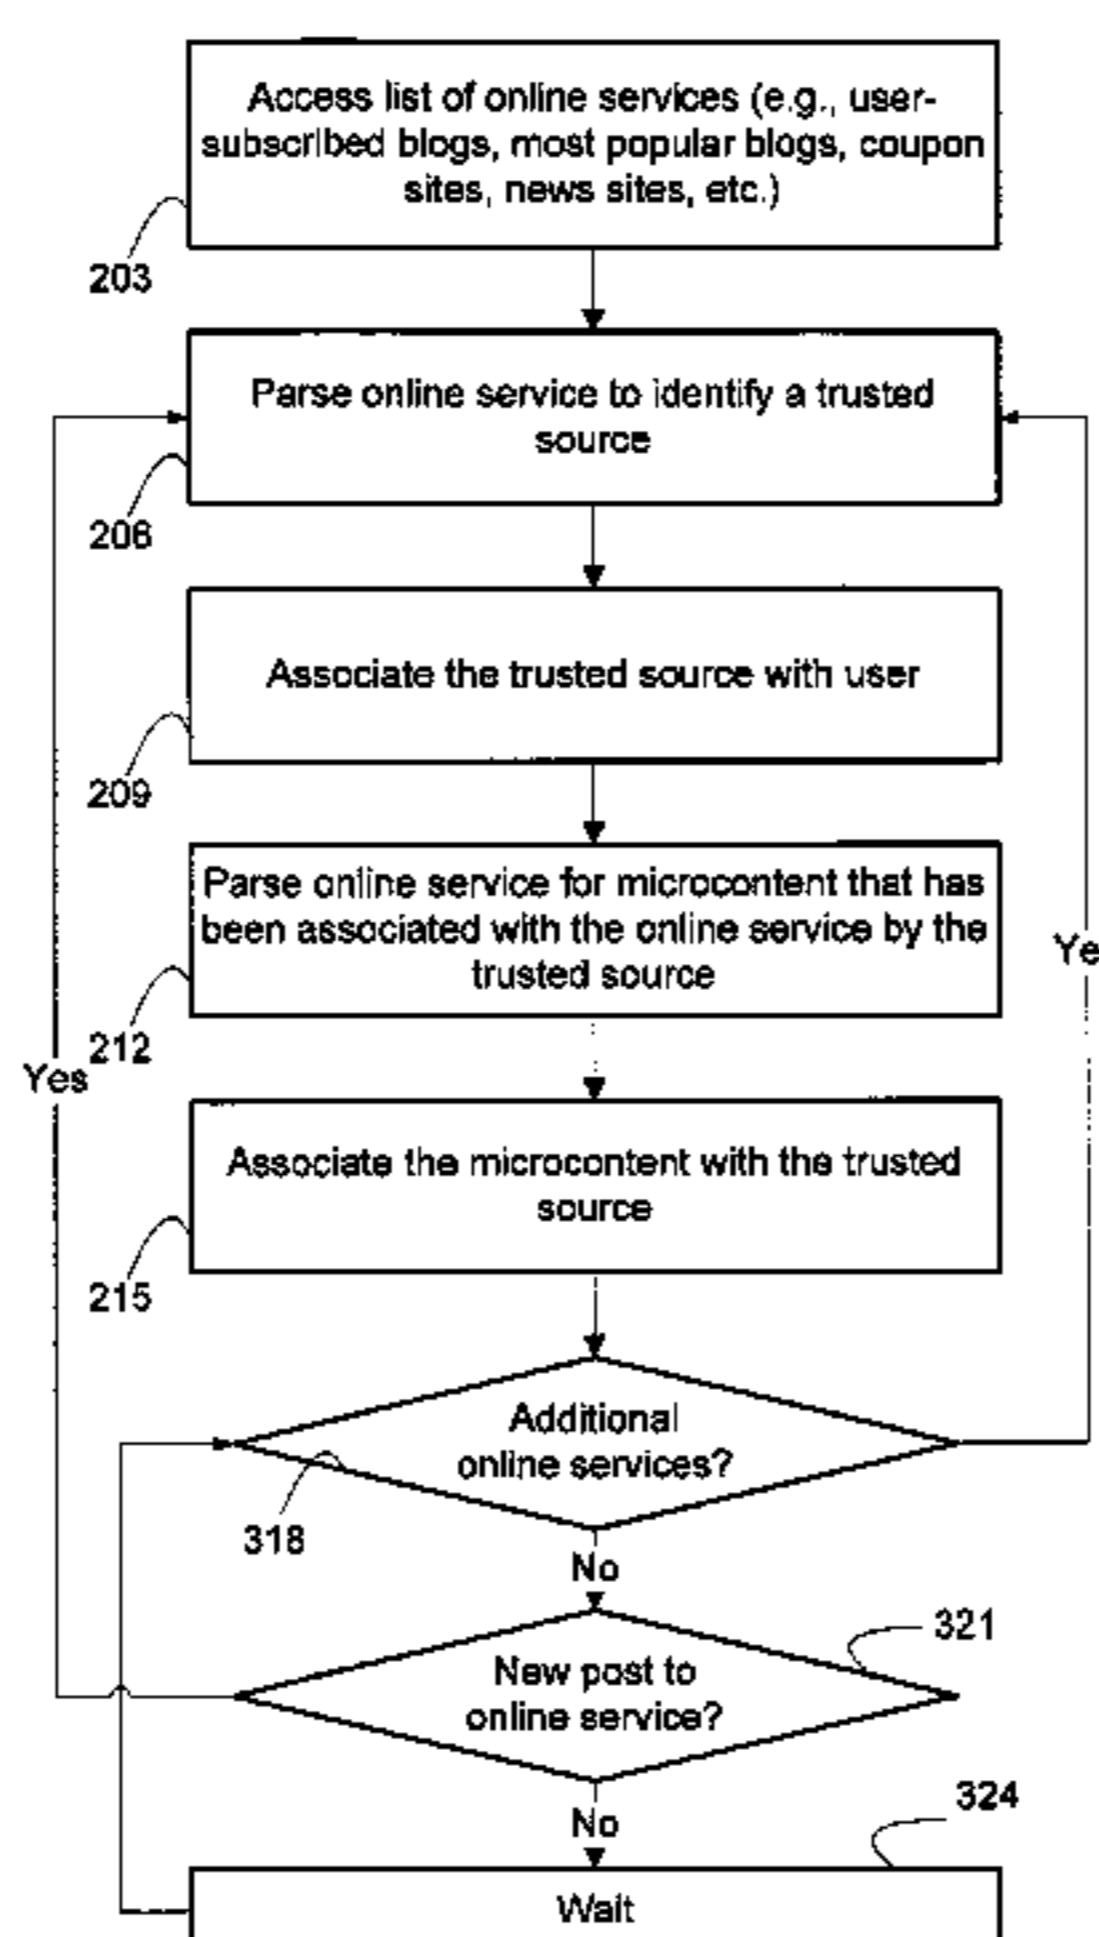 Access list of online services (e.g., user-
subscribed blogs, most popular blogs, coupon
sites, news sites, etc.)
203
Parse online service to identify a trusted
source
206
Associate the trusted source with user
209
Parse online service for microcontent that has
been associated with the online service by the
trusted source
Ye
212
Yes
Associate the microcontent with the trusted
source
215
Additional
online services?
318
No
321
New post to
online service?
324
No
Wait